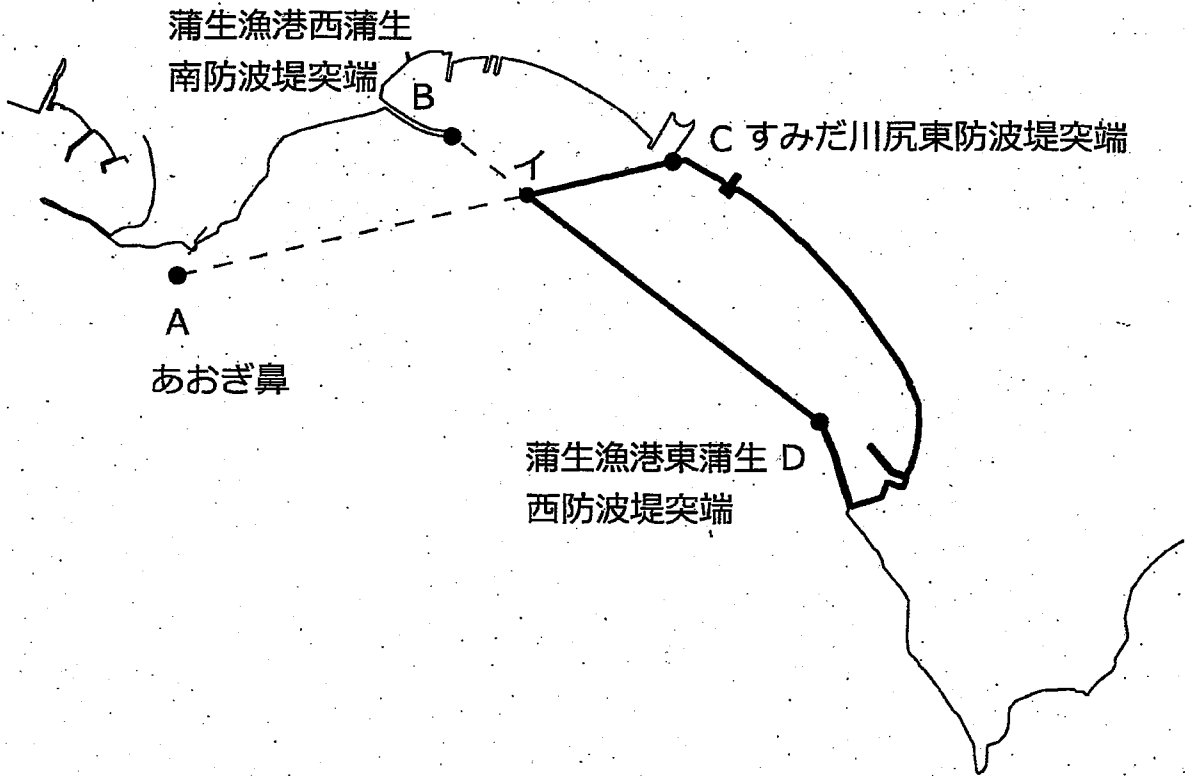 蒲生漁港西蒲生
南防波堤突端
B
イ
C すみだ川尻東防波堤突端
A
あおぎ鼻
蒲生漁港東蒲生 D
西防波堤突端